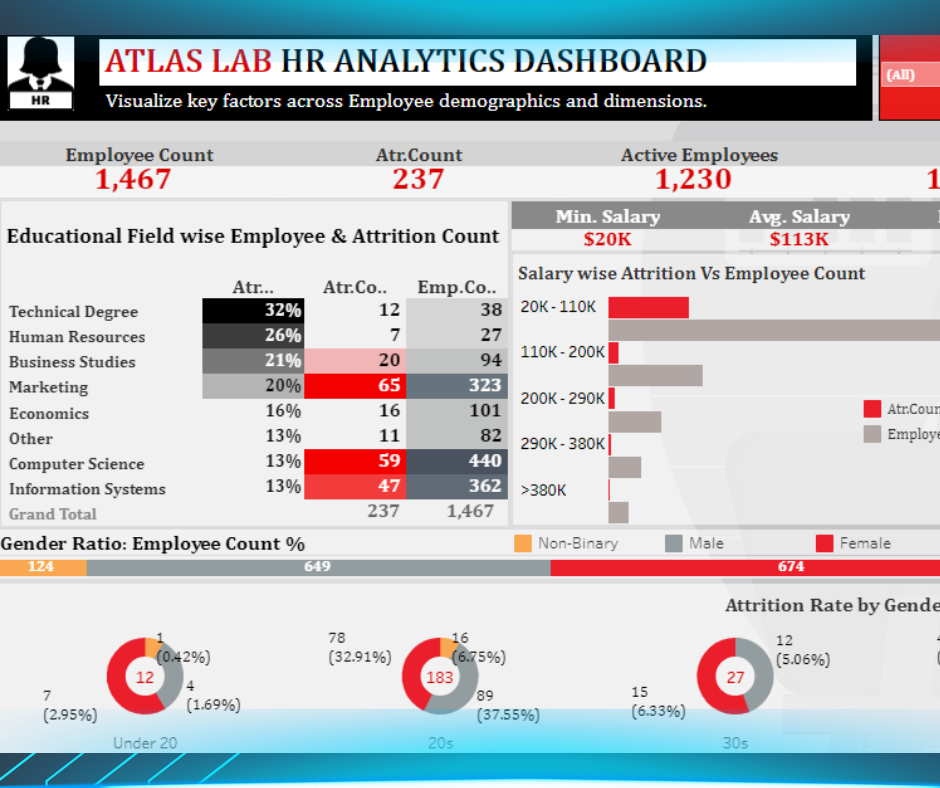 ATLAS LAB HR ANALYTICS DASHBOARD
HR
Visualize key factors across Employee demographics and dimensions.
(All)
Employee Count Atr.Count Active Employees
1,467 237 1,230 1
Min. Salary Avg. Salary
$20K $113K
Educational Field wise Employee & Attrition Count
Atr... Atr.Co.. Emp.Co..
Technical Degree 32% 12 38
Human Resources 26% 7 27
Business Studies 21% 20 94
Marketing 20% 65 323
Economics 16% 16 101
Other 13% 11 82
Computer Science 13% 59 440
Information Systems 13% 47 362
Grand Total 237 1,467
Salary wise Attrition Vs Employee Count
20K - 110K
110K - 200K
200K - 290K
290K - 380K
>380K
Atr.Coun
Employe
Gender Ratio: Employee Count %
Non-Binary Male Female
124 649 674
Attrition Rate by Gende
1
(0.42%)
12
4
(1.69%)
7
(2.95%)
Under 20
78
(32.91%)
16
(6.75%)
183
89
(37.55%)
20s
12
(5.06%)
27
15
(6.33%)
30s